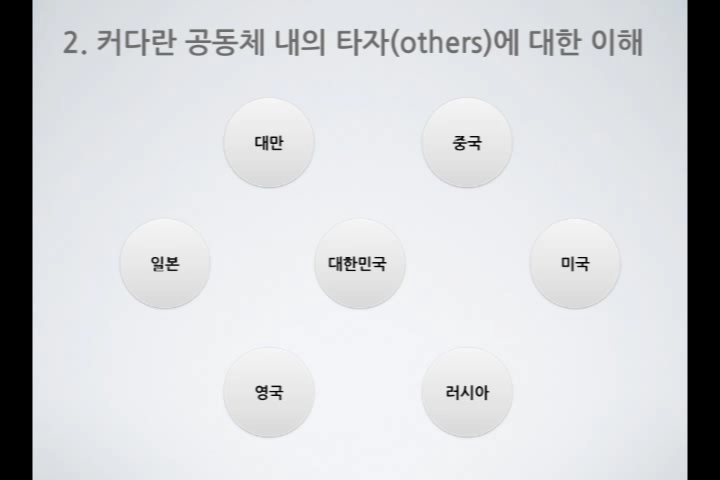 2. 커다란 공동체 내의 타자(others)에 대한 이해
대만
중국
일본
대한민국
미국
영국
러시아